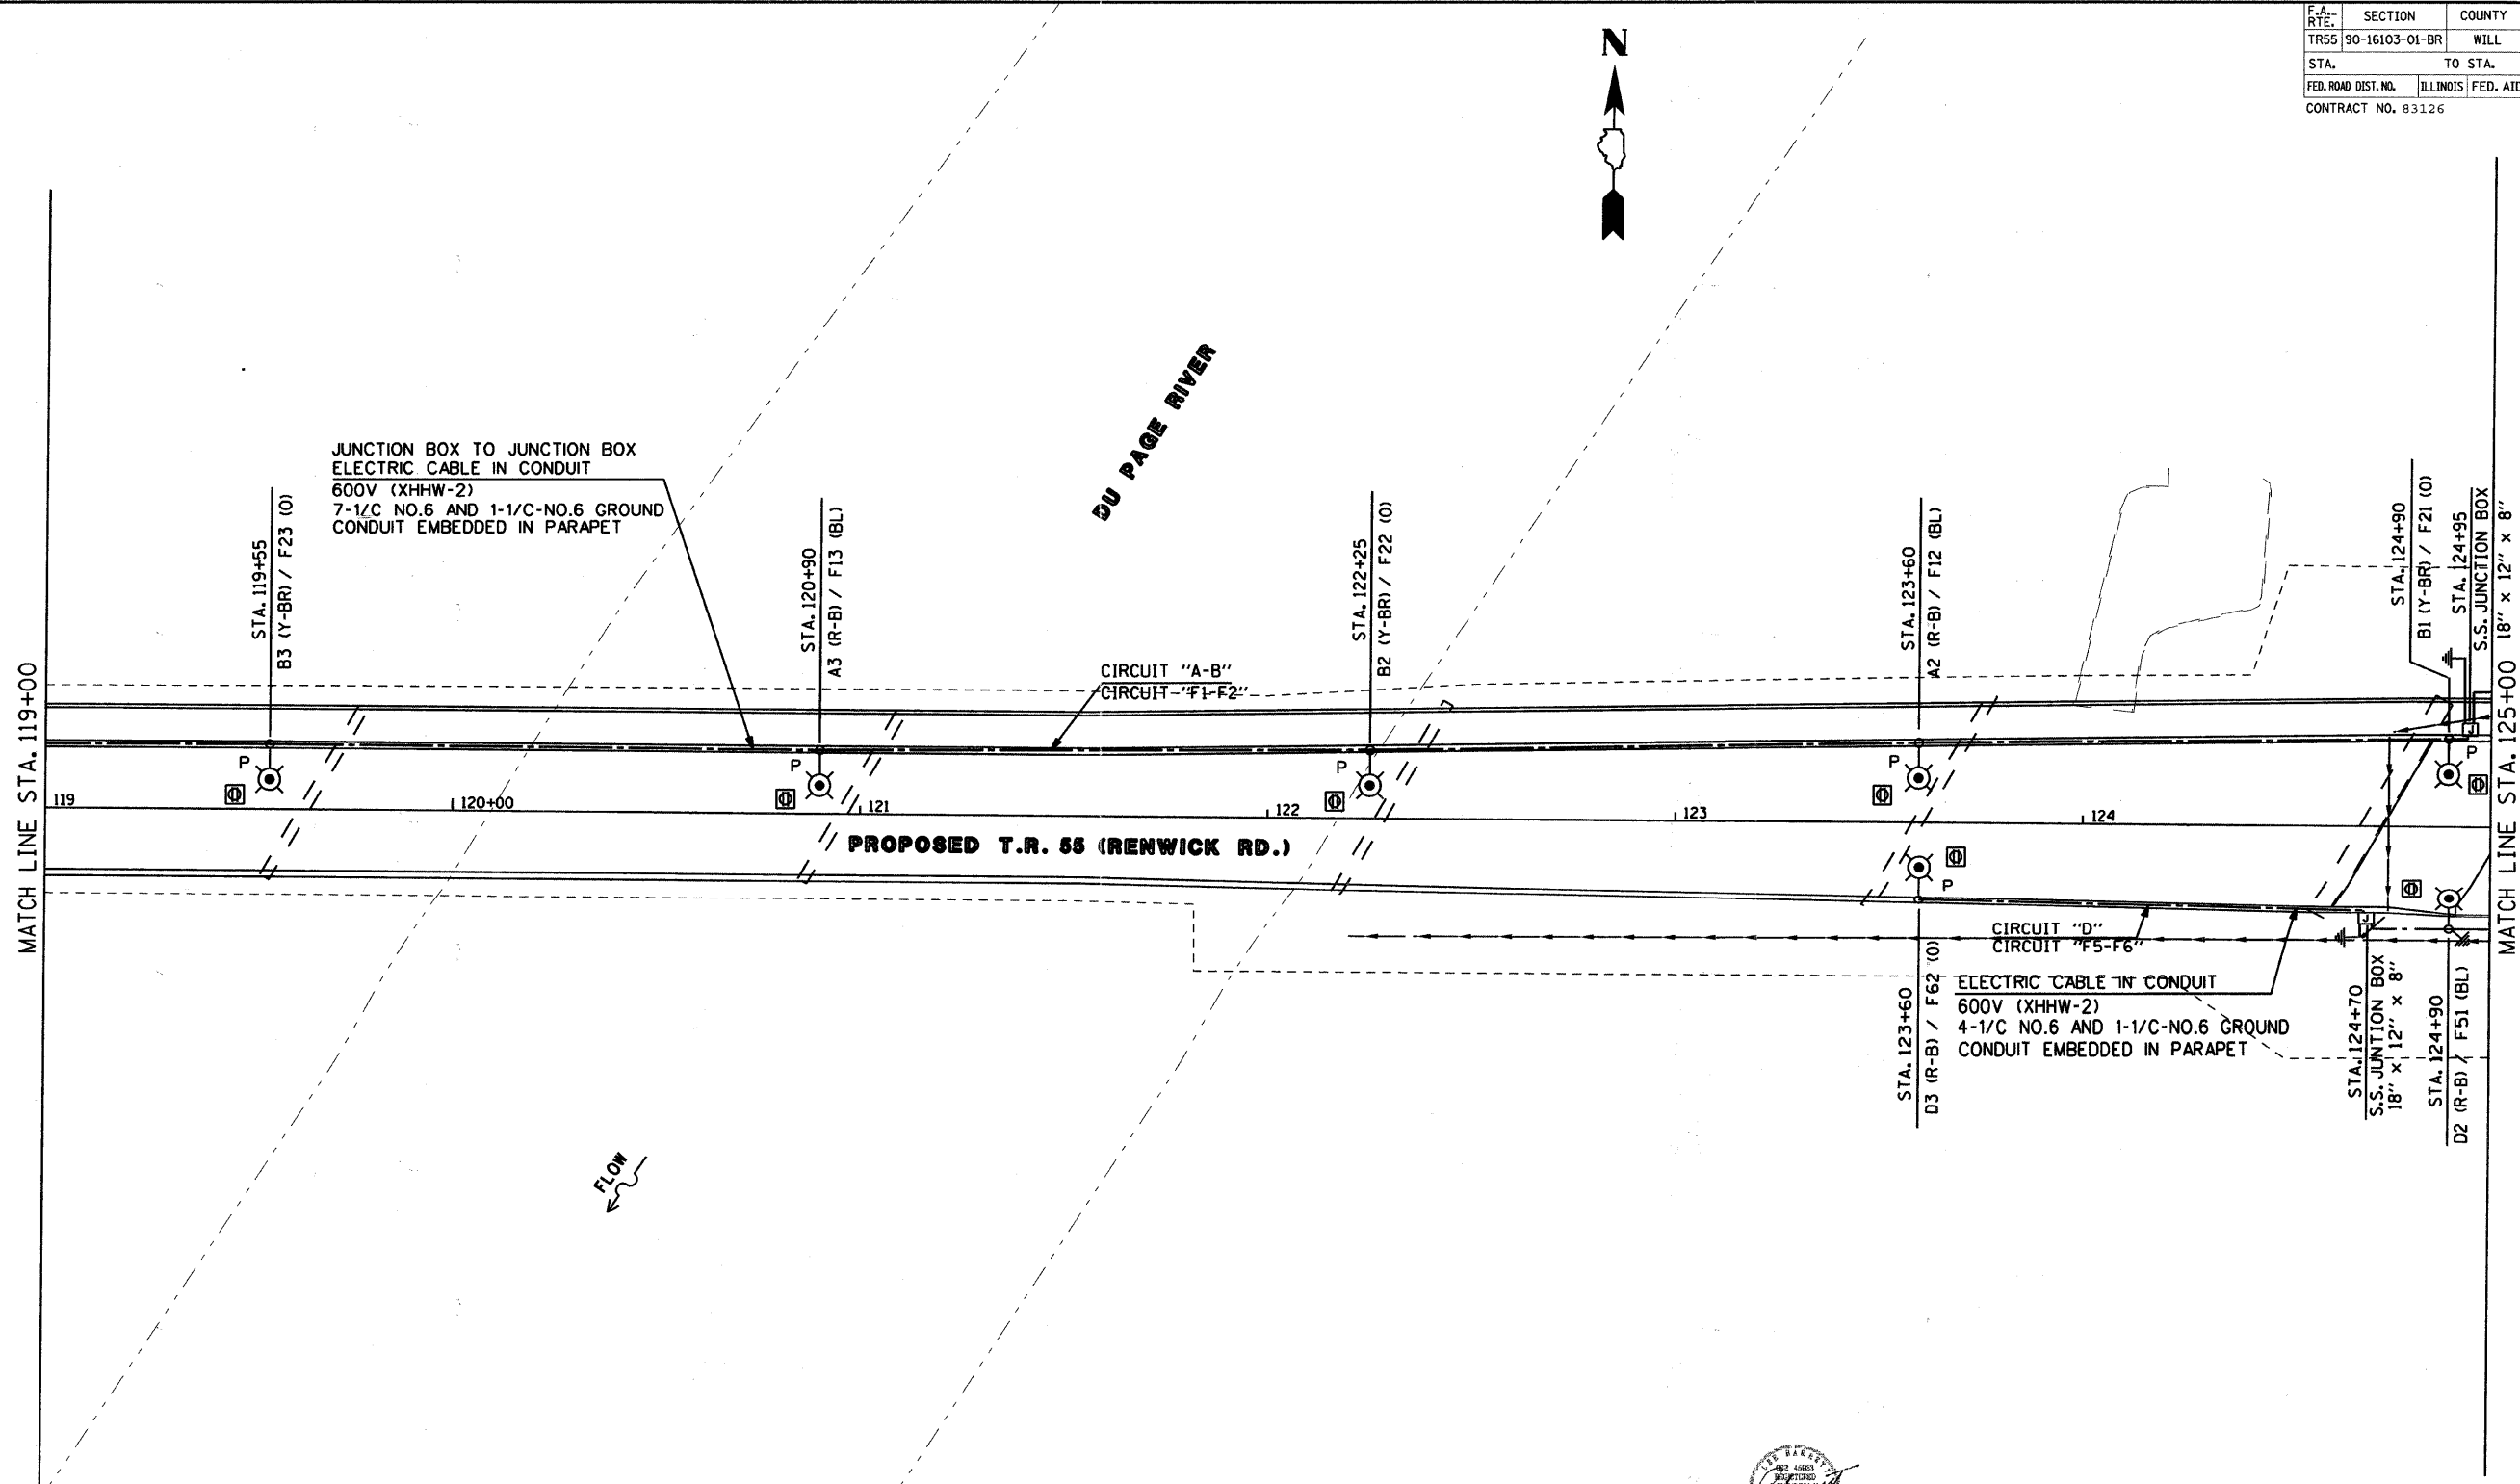 F.A. RTE. SECTION COUNTY
TR55 90-16103-01-BR WILL
STA. TO STA.
FED. ROAD DIST. NO. ILLINOIS FED. AID
CONTRACT NO. 83126
N
DU PAGE RIVER
JUNCTION BOX TO JUNCTION BOX
ELECTRIC CABLE IN CONDUIT
600V (XHHW-2)
7-1/C NO.6 AND 1-1/C-NO.6 GROUND
CONDUIT EMBEDDED IN PARAPET
STA. 119+55
B3 (Y-BR) / F23 (O)
STA. 120+90
A3 (R-B) / F13 (BL)
STA. 122+25
B2 (Y-BR) / F22 (O)
STA. 123+60
A2 (R-B) / F12 (BL)
STA. 124+90
B1 (Y-BR) / F21 (O)
STA. 124+95
S.S. JUNCTION BOX
18" x 12" x 8"
CIRCUIT "A-B"
CIRCUIT "F1-F2"
MATCH LINE STA. 119+00
MATCH LINE STA. 125+00
P
P
P
P
P
J
119
120+00
121
122
123
124
PROPOSED T.R. 55 (RENWICK RD.)
P
J
CIRCUIT "D"
CIRCUIT "F5-F6"
ELECTRIC CABLE IN CONDUIT
600V (XHHW-2)
4-1/C NO.6 AND 1-1/C-NO.6 GROUND
CONDUIT EMBEDDED IN PARAPET
STA. 123+60
D3 (R-B) / F62 (O)
STA. 124+70
S.S. JUNTION BOX
18" x 12" x 8"
STA. 124+90
D2 (R-B) / F51 (BL)
FLOW